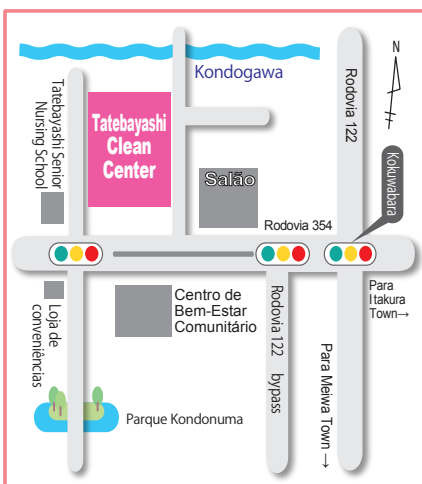 Kondogawa
N
Rodovia 122
Tatebayashi Senior
Nursing School
Tatebayashi
Clean
Center
Salão
Kokuwabara
Rodovia 354
Para
Itakura
Town→
Loja de
conveniências
Centro de
Bem-Estar
Comunitário
Rodovia 122 bypass
Para Meiwa Town →
Parque Kondonuma